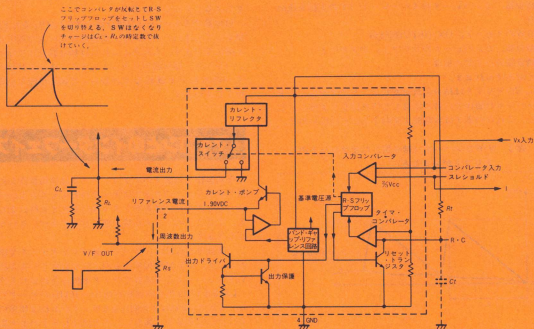 ここでコンパレタが反転してR-S
フリップフロップをセットしSW
を切り替える。SWはなくなり
チャージはCL・RLの時定数で抜
けていく。
カレント・
リフレクタ
カレント・
スイッチ
電流出力
CL
RL
カレント・ポンプ
リファレンス電流
1.90VDC
2
周波数出力
V/F OUT
1
RS
出力ドライバ
出力保護
基準電圧源
バンド・ギャ
ップ・リファ
レンス回路
入力コンパレータ
⅔Vcc
R-Sフリッ
プフロップ
タイマ・
コンパレータ
リセット
・トラン
ジスタ
Vx入力
コンパレータ入力
スレショルド
I
Rt
R・C
Ct
4 GND